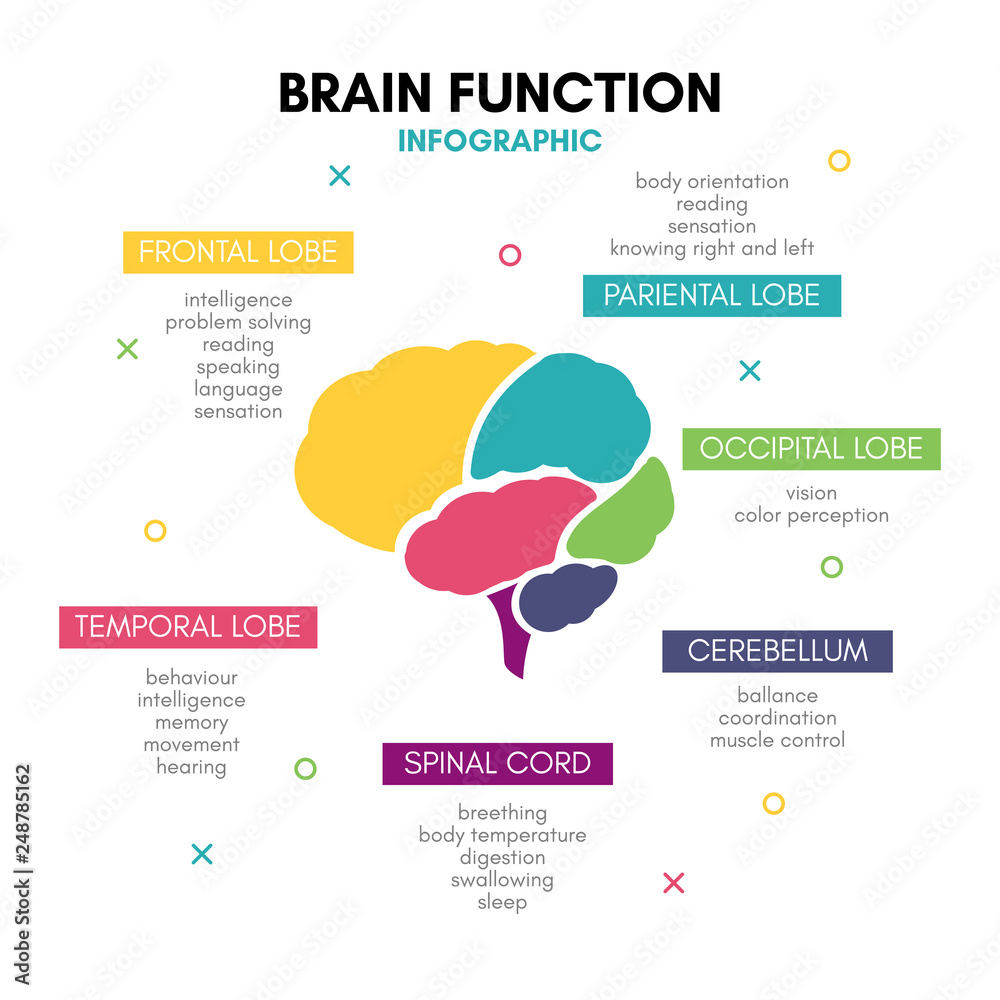 BRAIN FUNCTION
INFOGRAPHIC
FRONTAL LOBE
intelligence
problem solving
reading
speaking
language
sensation
body orientation
reading
sensation
knowing right and left
PARIENTAL LOBE
OCCIPITAL LOBE
vision
color perception
TEMPORAL LOBE
behaviour
intelligence
memory
movement
hearing
CEREBELLUM
ballance
coordination
muscle control
SPINAL CORD
breething
body temperature
digestion
swallowing
sleep
Adobe Stock | #248785162
Adobe Stock